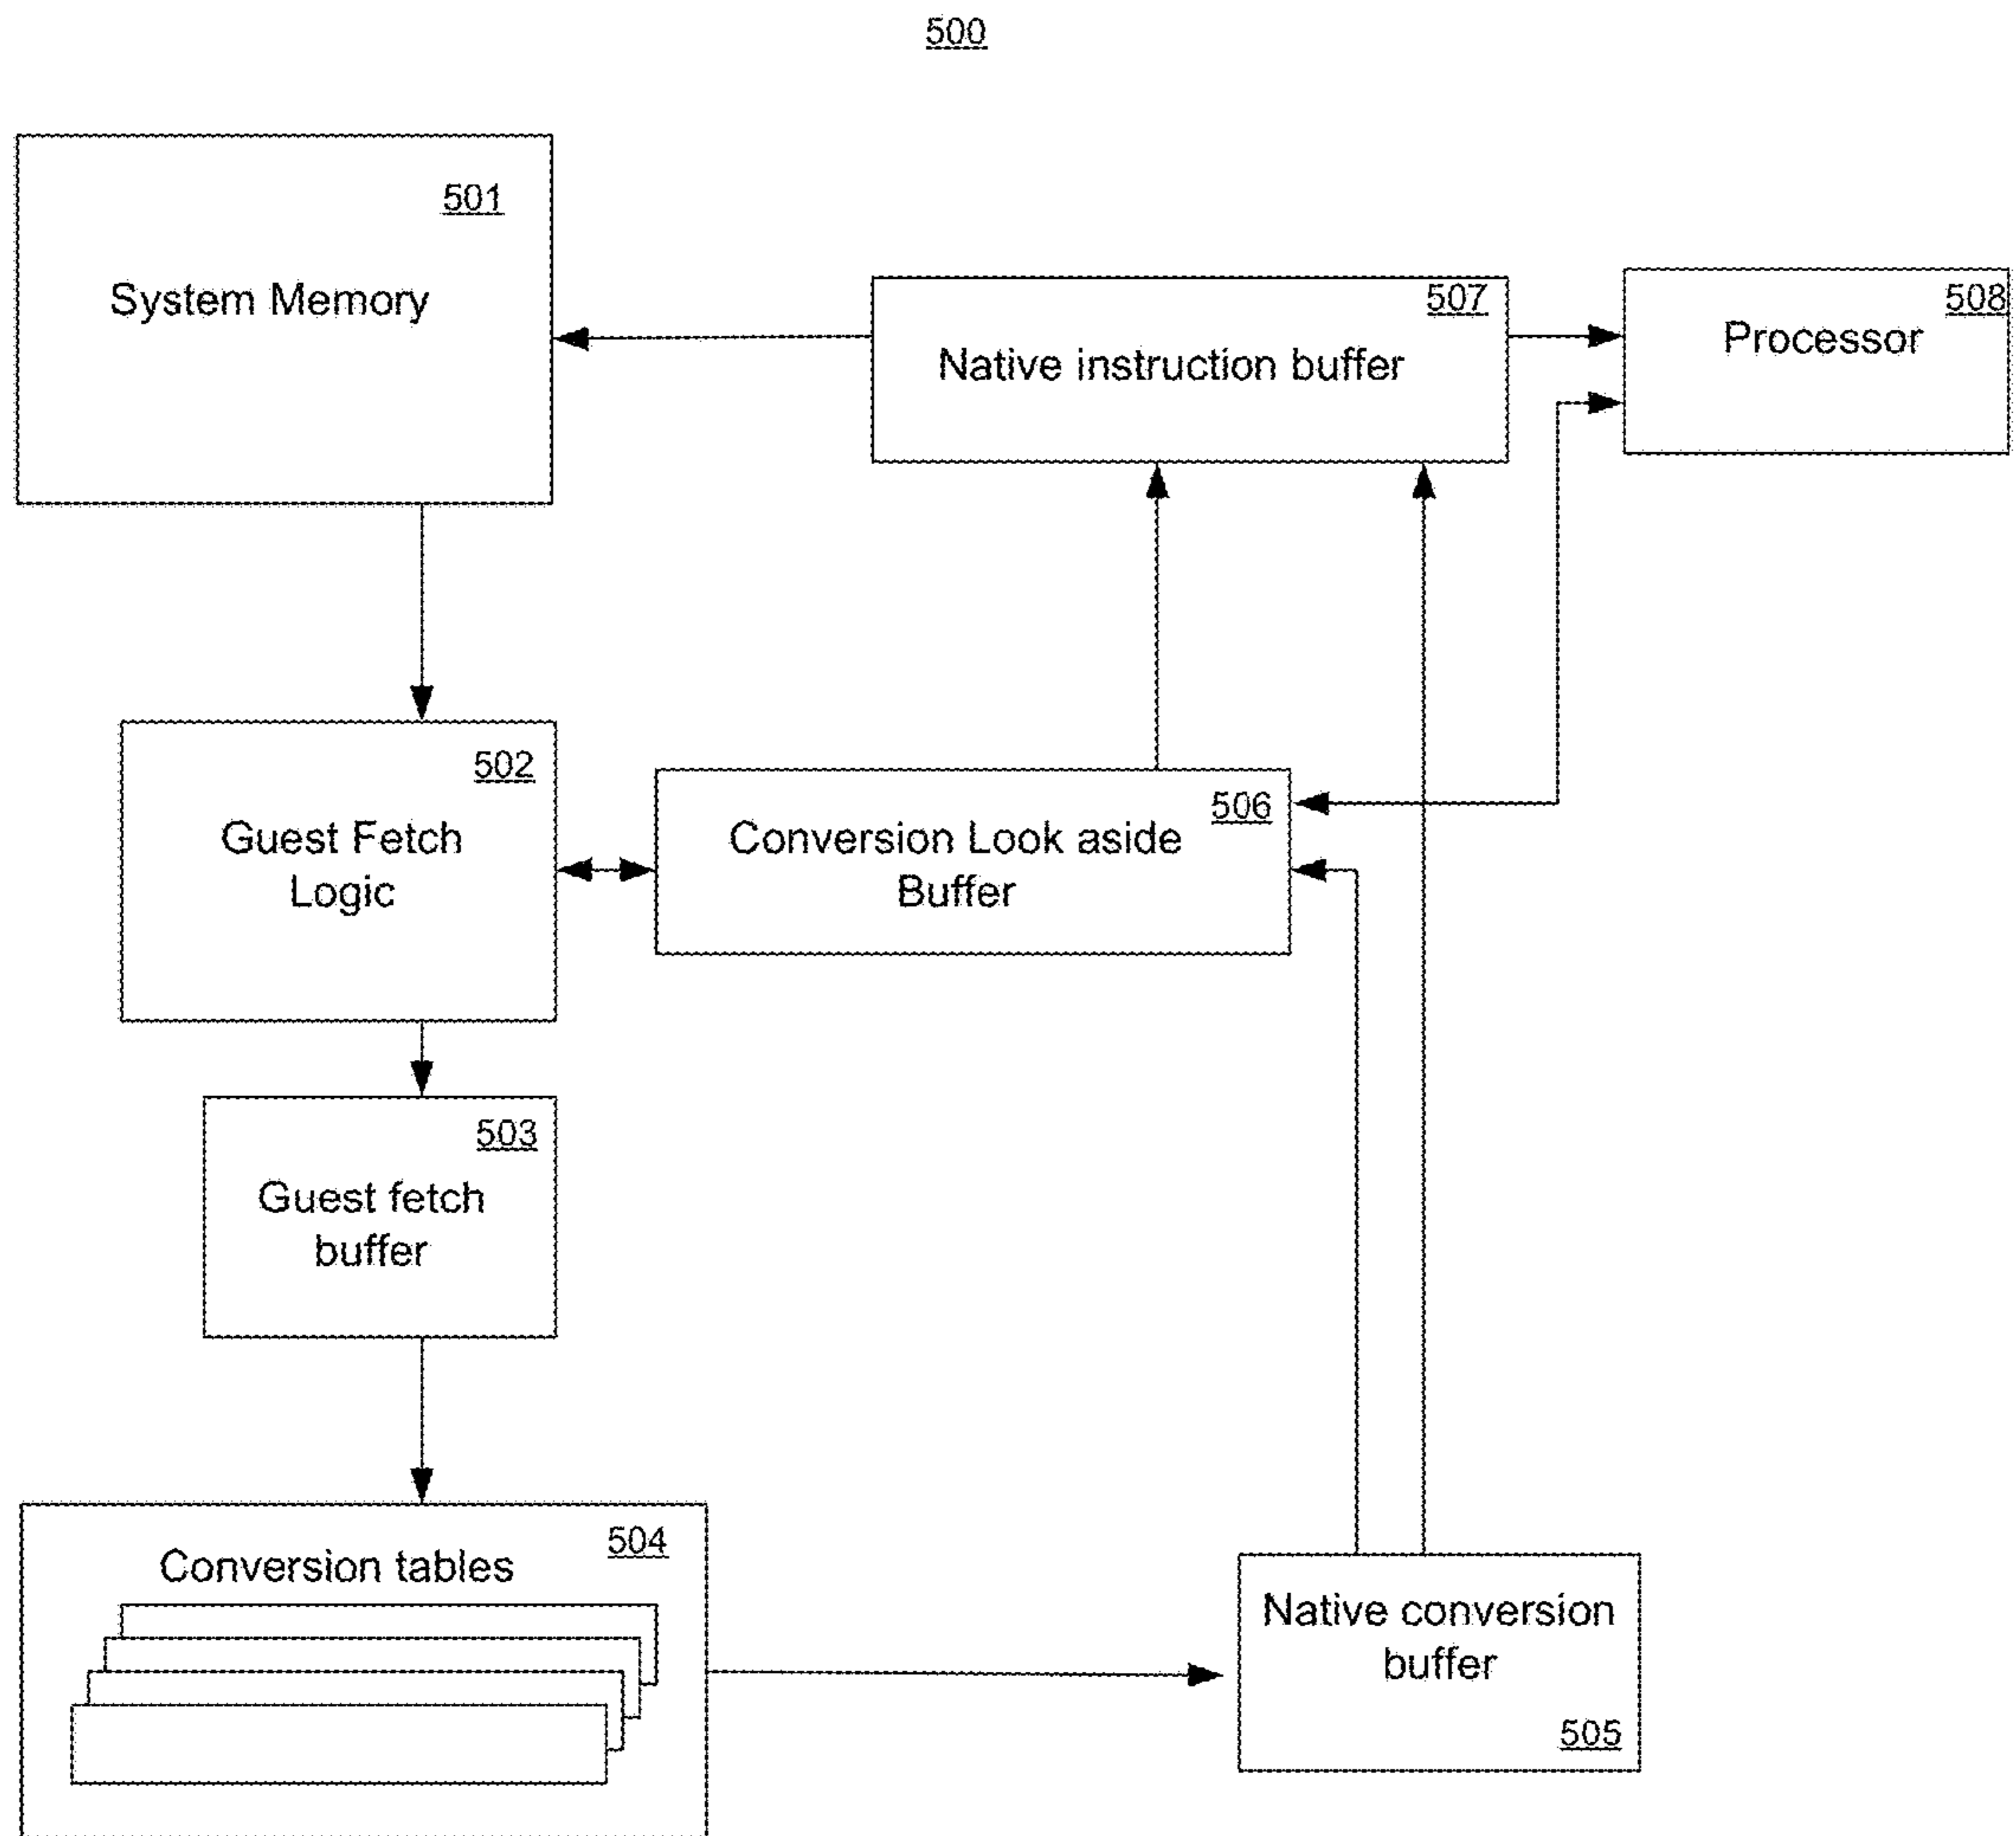 500
501
System Memory
507
Native instruction buffer
508
Processor
502
Guest Fetch
Logic
506
Conversion Look aside
Buffer
503
Guest fetch
buffer
504
Conversion tables
Native conversion
buffer
505